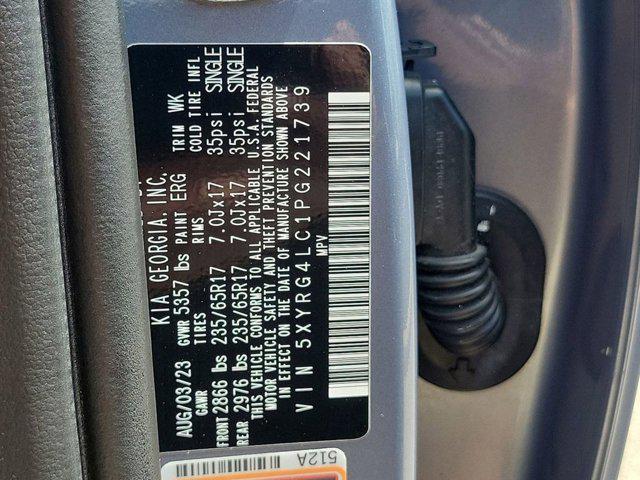 KIA GEORGIA, INC.
AUG/03/23 GVWR 5357 lbs PAINT ERG TRIM WK
GAWR TIRES RIMS COLD TIRE INFL
FRONT 2866 lbs 235/65R17 7.0Jx17 35psi SINGLE
REAR 2976 lbs 235/65R17 7.0Jx17 35psi SINGLE
THIS VEHICLE CONFORMS TO ALL APPLICABLE U.S.A. FEDERAL
MOTOR VEHICLE SAFETY AND THEFT PREVENTION STANDARDS
IN EFFECT ON THE DATE OF MANUFACTURE SHOWN ABOVE
VIN 5XYRG4LC1PG221739
MPV
512A